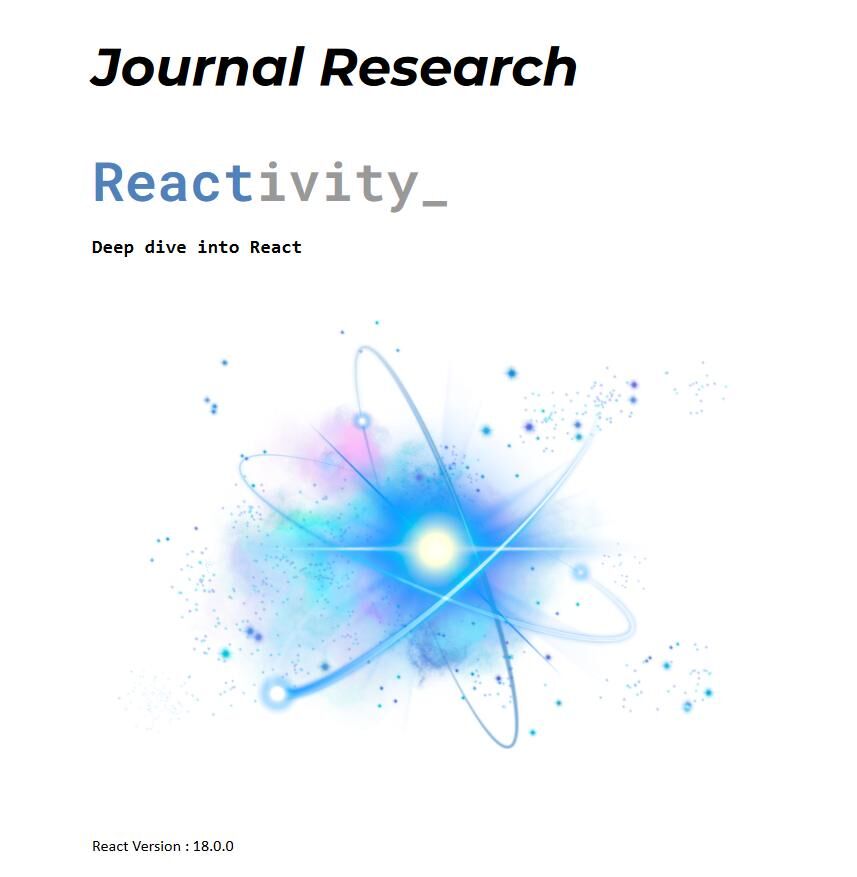 Journal Research
Reactivity_
Deep dive into React
React Version : 18.0.0